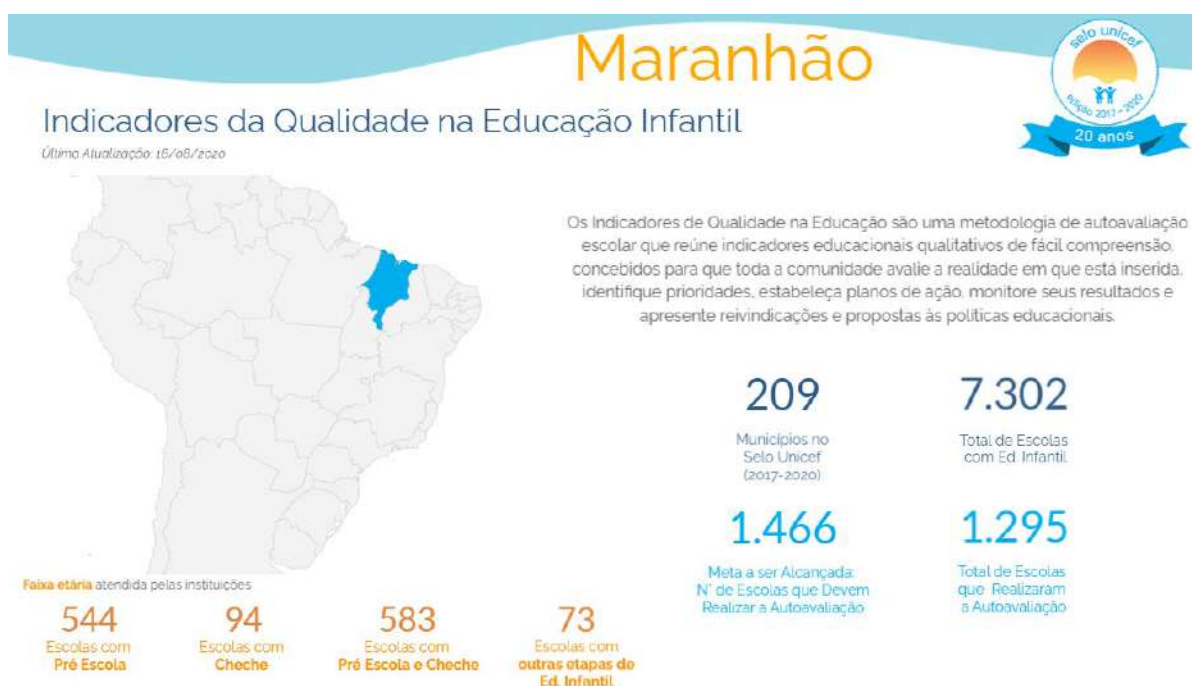 Maranhão
selo unicef
edição 2017 - 2020
20 anos
Indicadores da Qualidade na Educação Infantil
Última Atualização: 16/08/2020
Os Indicadores de Qualidade na Educação são uma metodologia de autoavaliação
escolar que reúne indicadores educacionais qualitativos de fácil compreensão,
concebidos para que toda a comunidade avalie a realidade em que está inserida,
identifique prioridades, estabeleça planos de ação, monitore seus resultados e
apresente reivindicações e propostas às políticas educacionais.
209
Municípios no
Selo Unicef
(2017-2020)
7.302
Total de Escolas
com Ed. Infantil
1.466
Meta a ser Alcançada:
N° de Escolas que Devem
Realizar a Autoavaliação
1.295
Total de Escolas
que Realizaram
a Autoavaliação
Faixa etária atendida pelas instituições
544
Escolas com
Pré Escola
94
Escolas com
Cheche
583
Escolas com
Pré Escola e Cheche
73
Escolas com
outras etapas de
Ed. Infantil